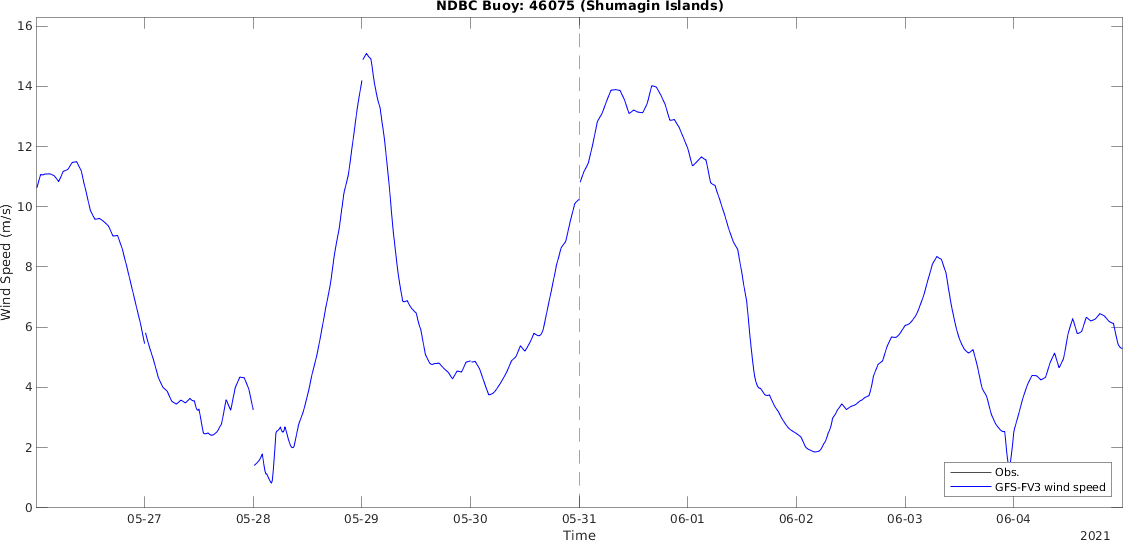 NDBC Buoy: 46075 (Shumagin Islands)
16
14
12
10
8
6
4
2
0
Wind Speed (m/s)
05-27 05-28 05-29 05-30 05-31 06-01 06-02 06-03 06-04
Time
2021
Obs.
GFS-FV3 wind speed